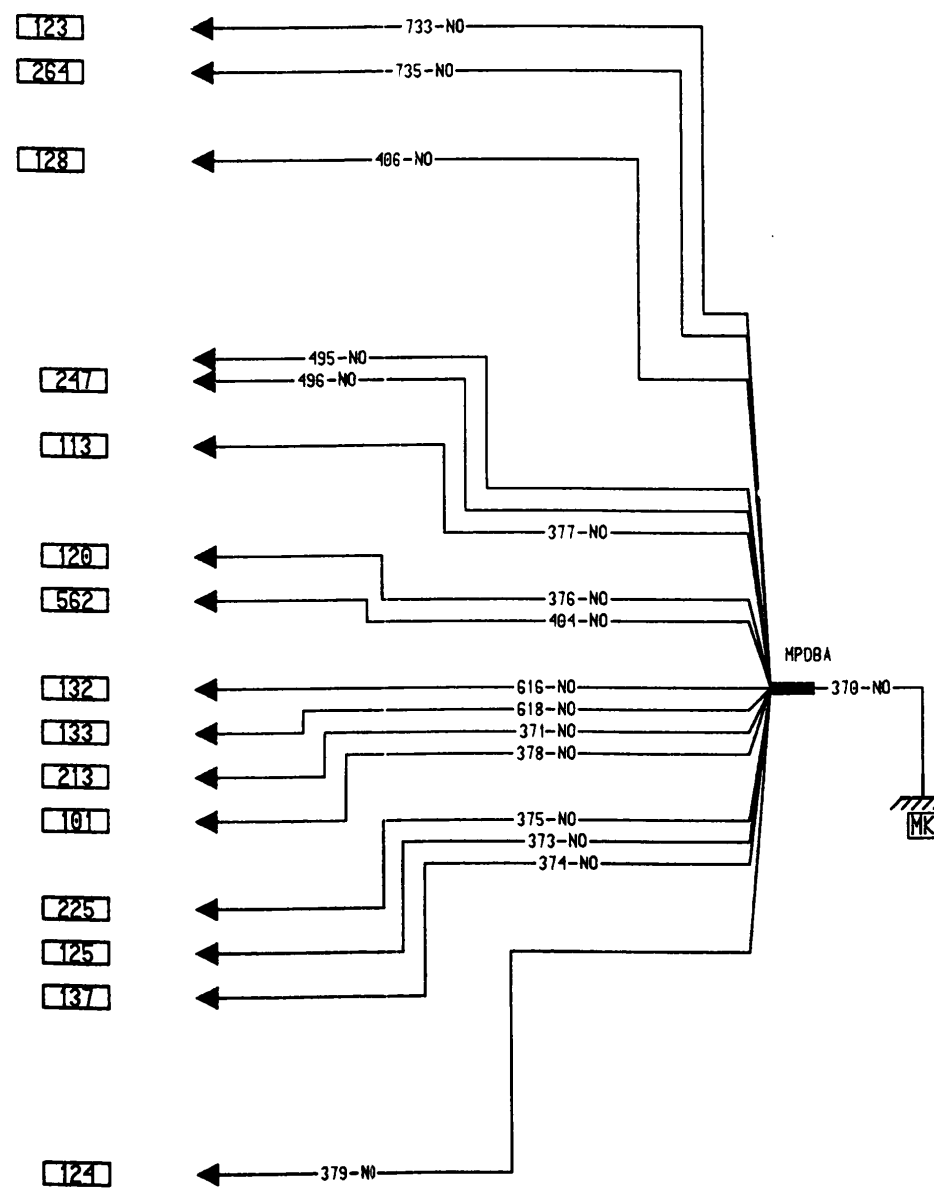 123 733-NO
264 735-NO
128 406-NO
495-NO
247 496-NO
113
377-NO
120
376-NO
562
404-NO
MPDBA
132 616-NO 370-NO
618-NO
133
371-NO
378-NO
213
101 375-NO
MK
373-NO
374-NO
225
125
137
124 379-NO